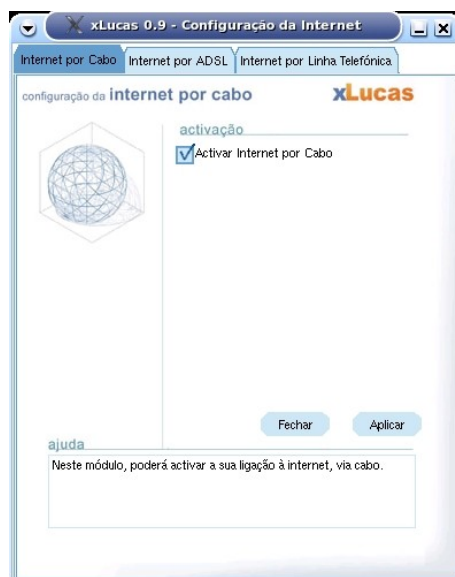 xLucas 0.9 - Configuração da Internet
Internet por Cabo Internet por ADSL Internet por Linha Telefónica
configuração da internet por cabo xLucas
activação
Activar Internet por Cabo
Fechar Aplicar
ajuda
Neste módulo, poderá activar a sua ligação à internet, via cabo.